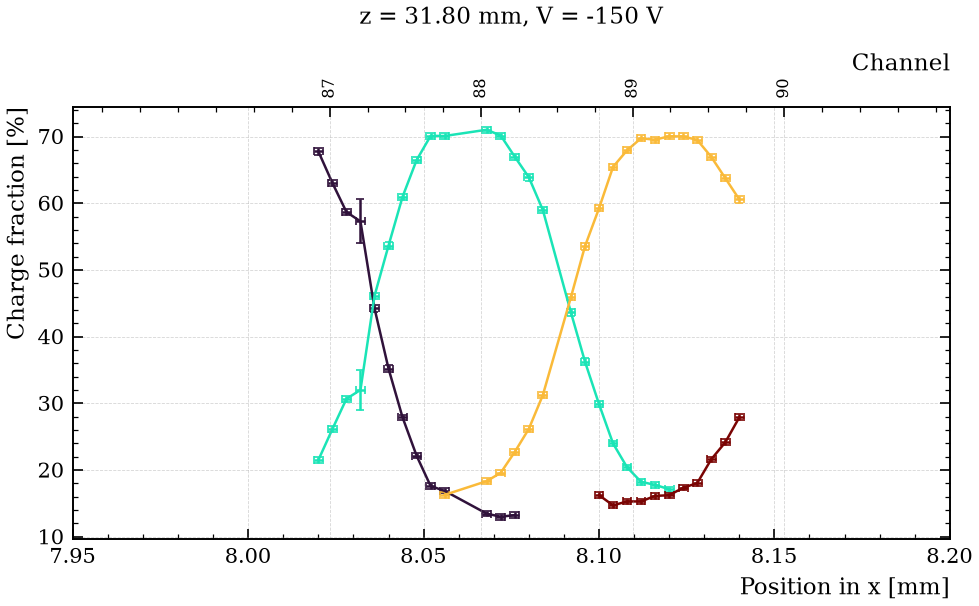 z = 31.80 mm, V = -150 V
Channel
87 88 89 90
Charge fraction [%]
70
60
50
40
30
20
10
7.95 8.00 8.05 8.10 8.15 8.20
Position in x [mm]